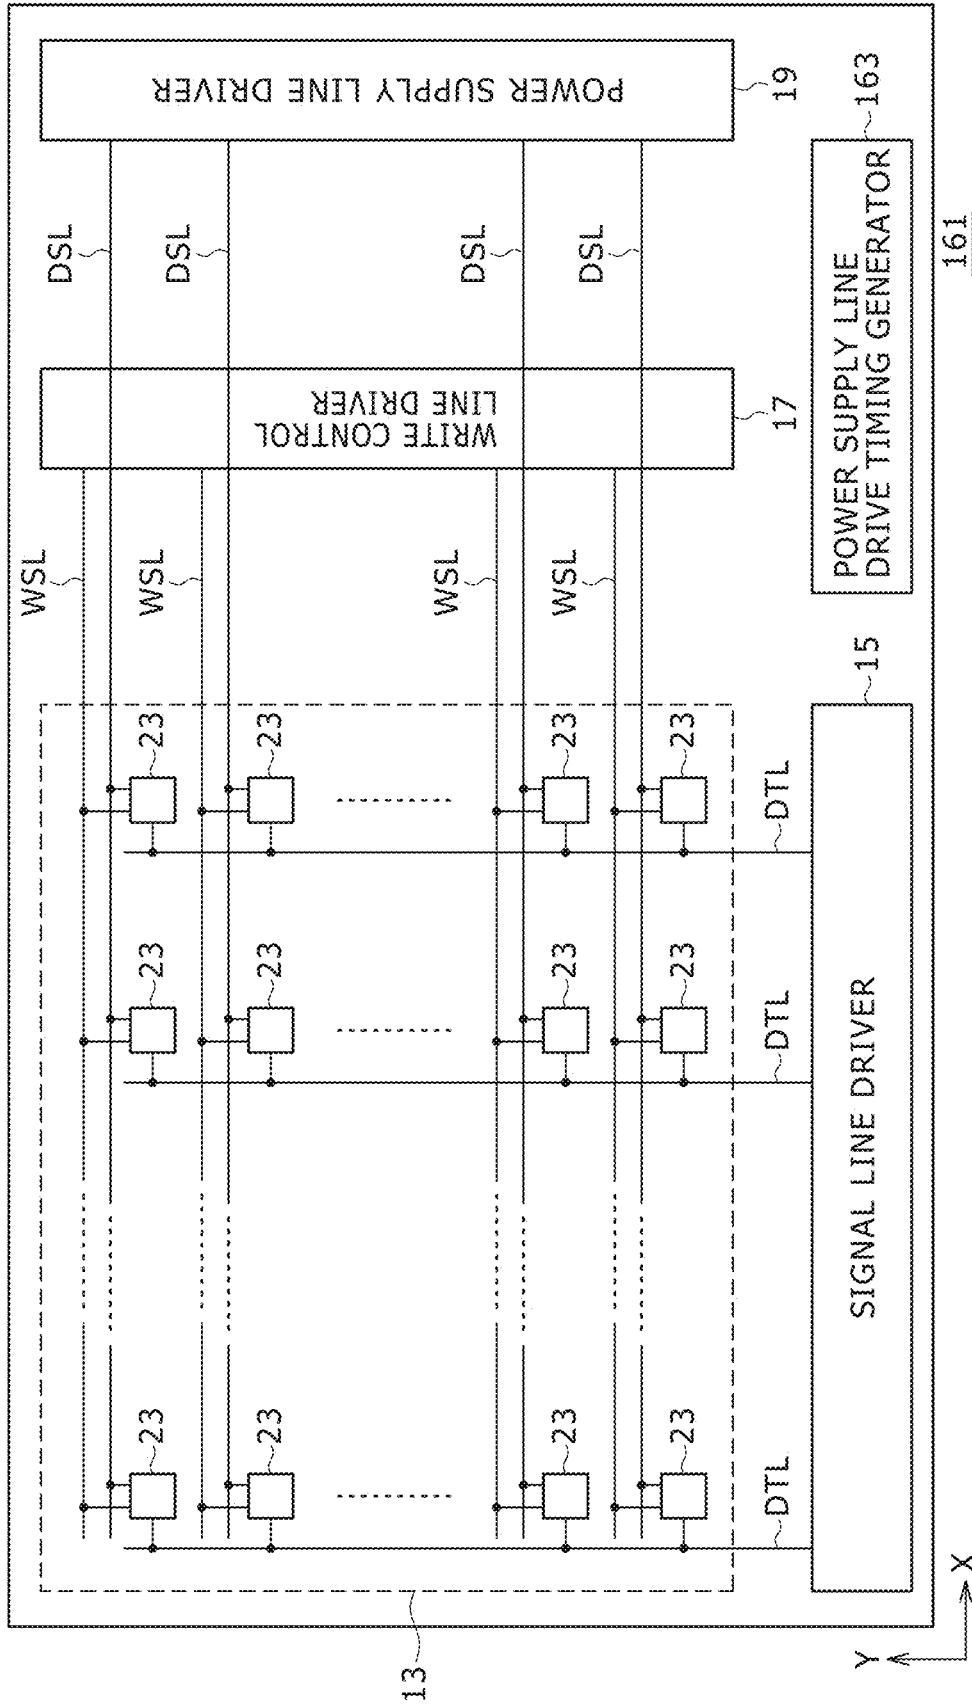 WSL
DSL
23
23
23
WSL
DSL
23
23
23
13
WRITE CONTROL
LINE DRIVER
POWER SUPPLY LINE DRIVER
WSL
DSL
23
23
23
WSL
DSL
23
23
23
DTL
DTL
DTL
17
19
15
163
SIGNAL LINE DRIVER
POWER SUPPLY LINE
DRIVE TIMING GENERATOR
Y
X
161